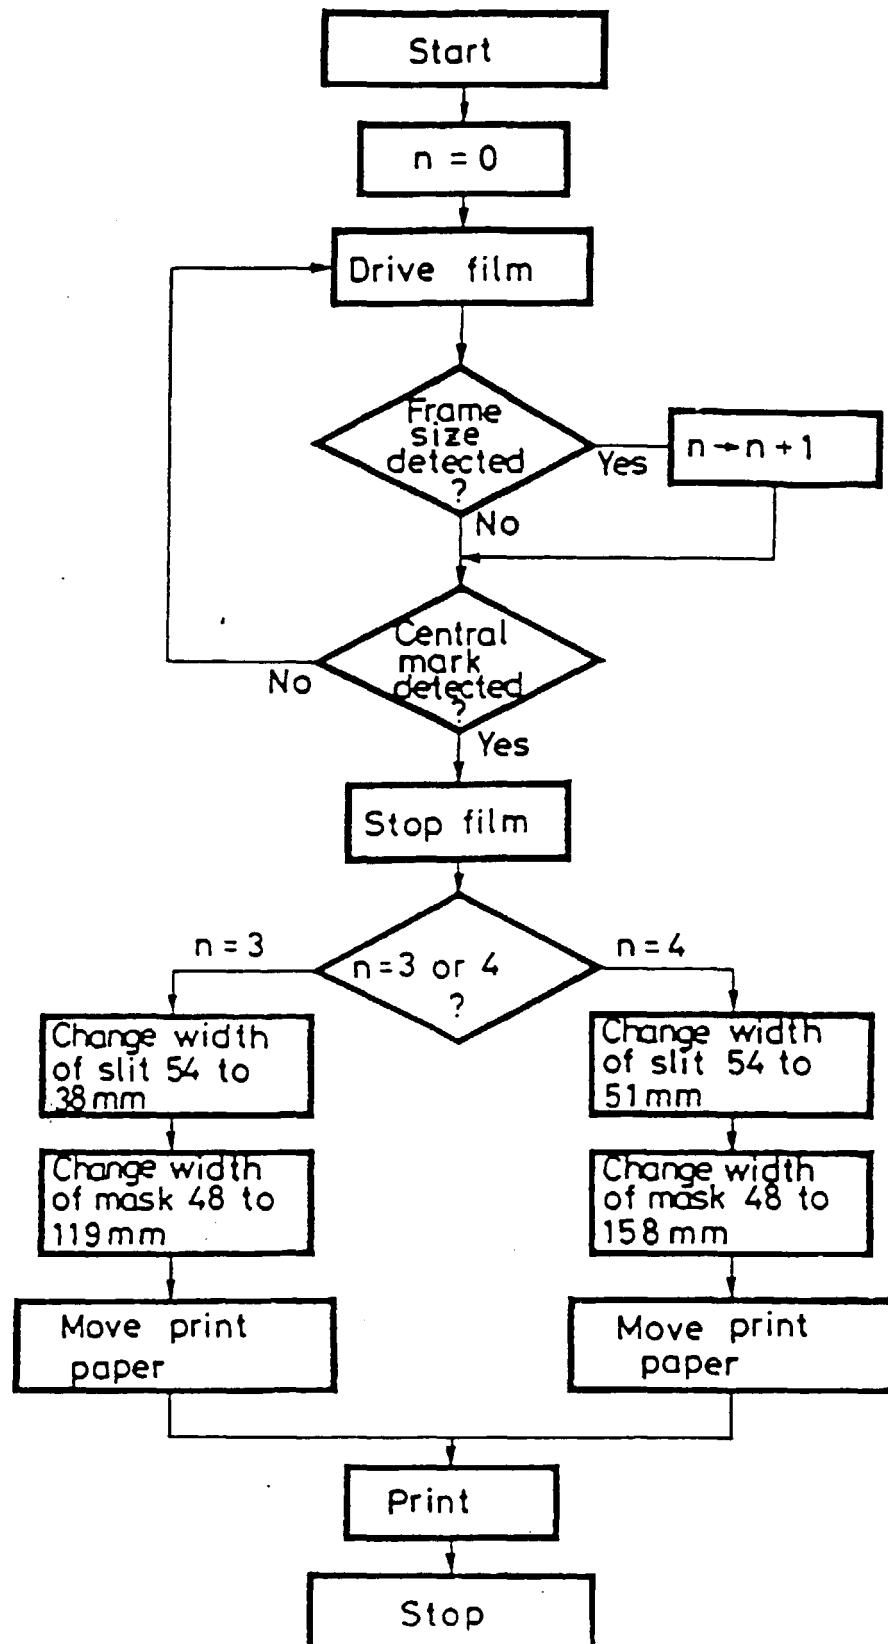 Start
n = 0
Drive film
Frame
size
detected
?
Yes
n → n + 1
No
Central
mark
detected
?
No
Yes
Stop film
n = 3 or 4
?
n = 3
n = 4
Change width
of slit 54 to
38 mm
Change width
of slit 54 to
51 mm
Change width
of mask 48 to
119 mm
Change width
of mask 48 to
158 mm
Move print
paper
Move print
paper
Print
Stop